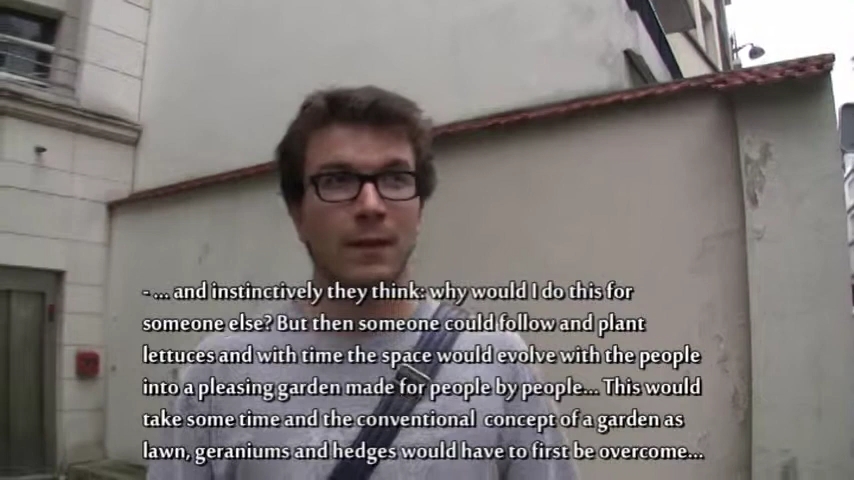 - ... and instinctively they think: why would I do this for
someone else? But then someone could follow and plant
lettuces and with time the space would evolve with the people
into a pleasing garden made for people by people... This would
take some time and the conventional concept of a garden as
lawn, geraniums and hedges would have to first be overcome...